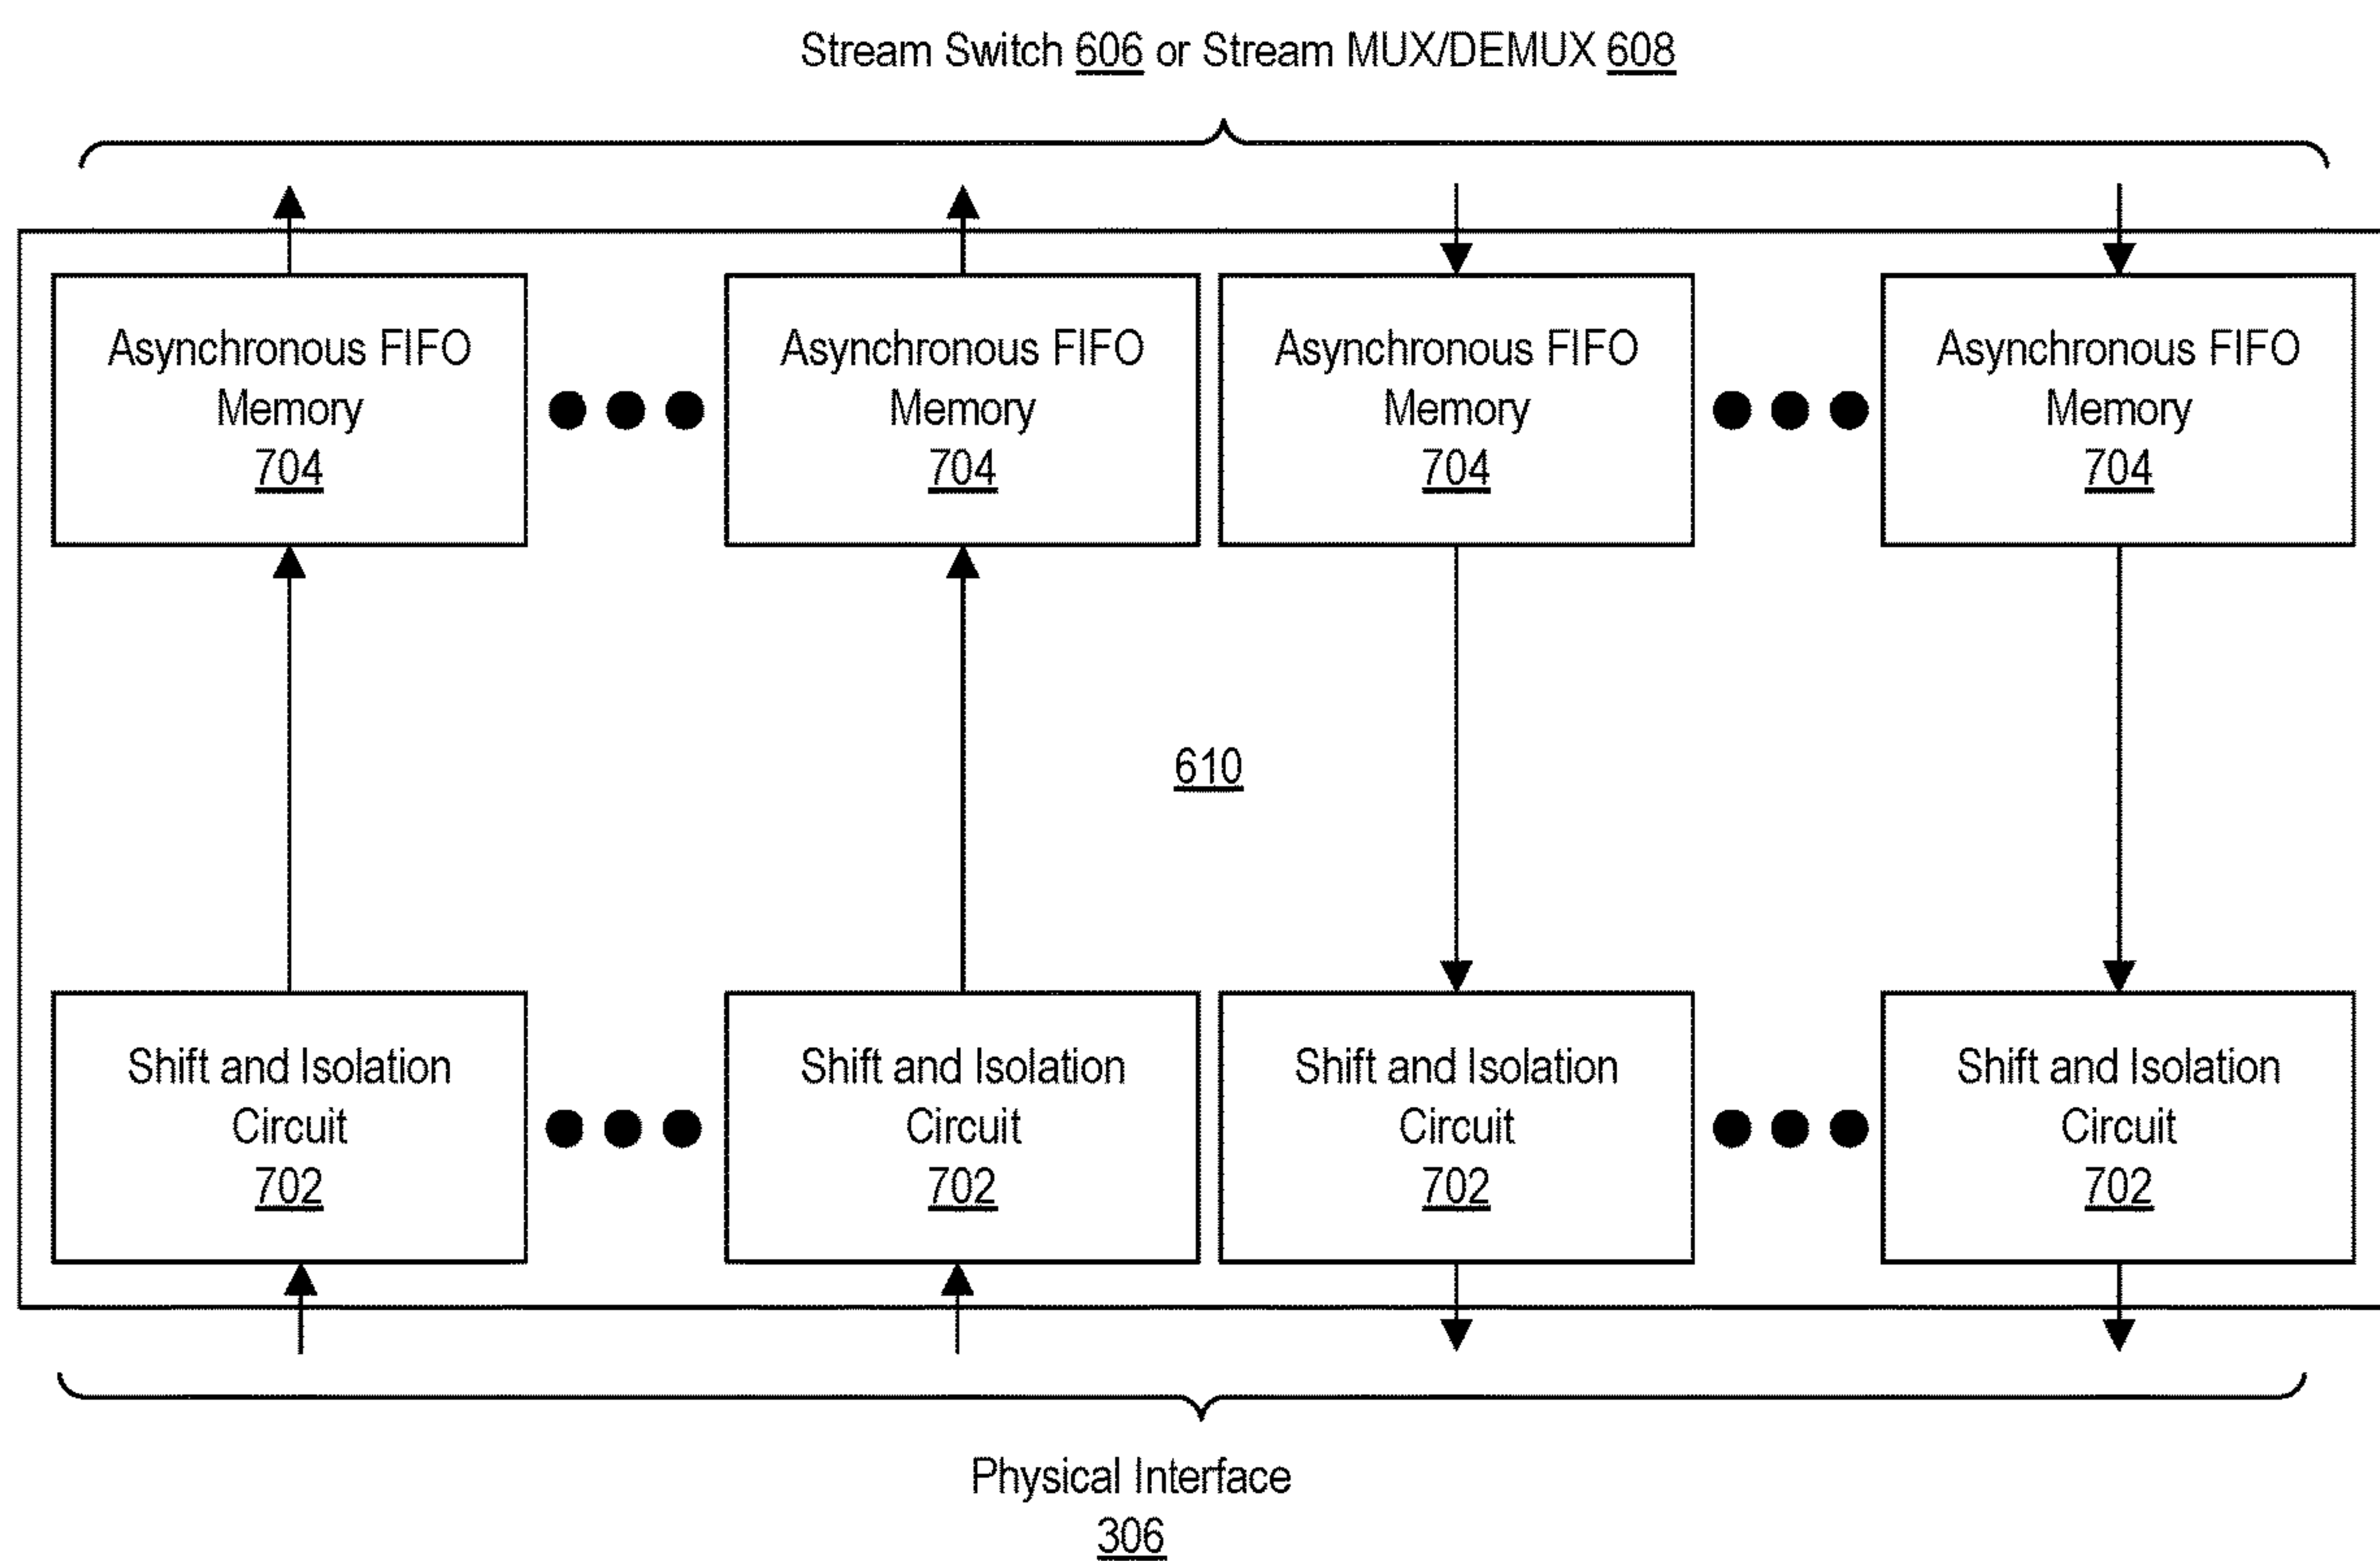 Stream Switch 606 or Stream MUX/DEMUX 608
Asynchronous FIFO
Memory
704
Asynchronous FIFO
Memory
704
Asynchronous FIFO
Memory
704
Asynchronous FIFO
Memory
704
610
Shift and Isolation
Circuit
702
Shift and Isolation
Circuit
702
Shift and Isolation
Circuit
702
Shift and Isolation
Circuit
702
Physical Interface
306